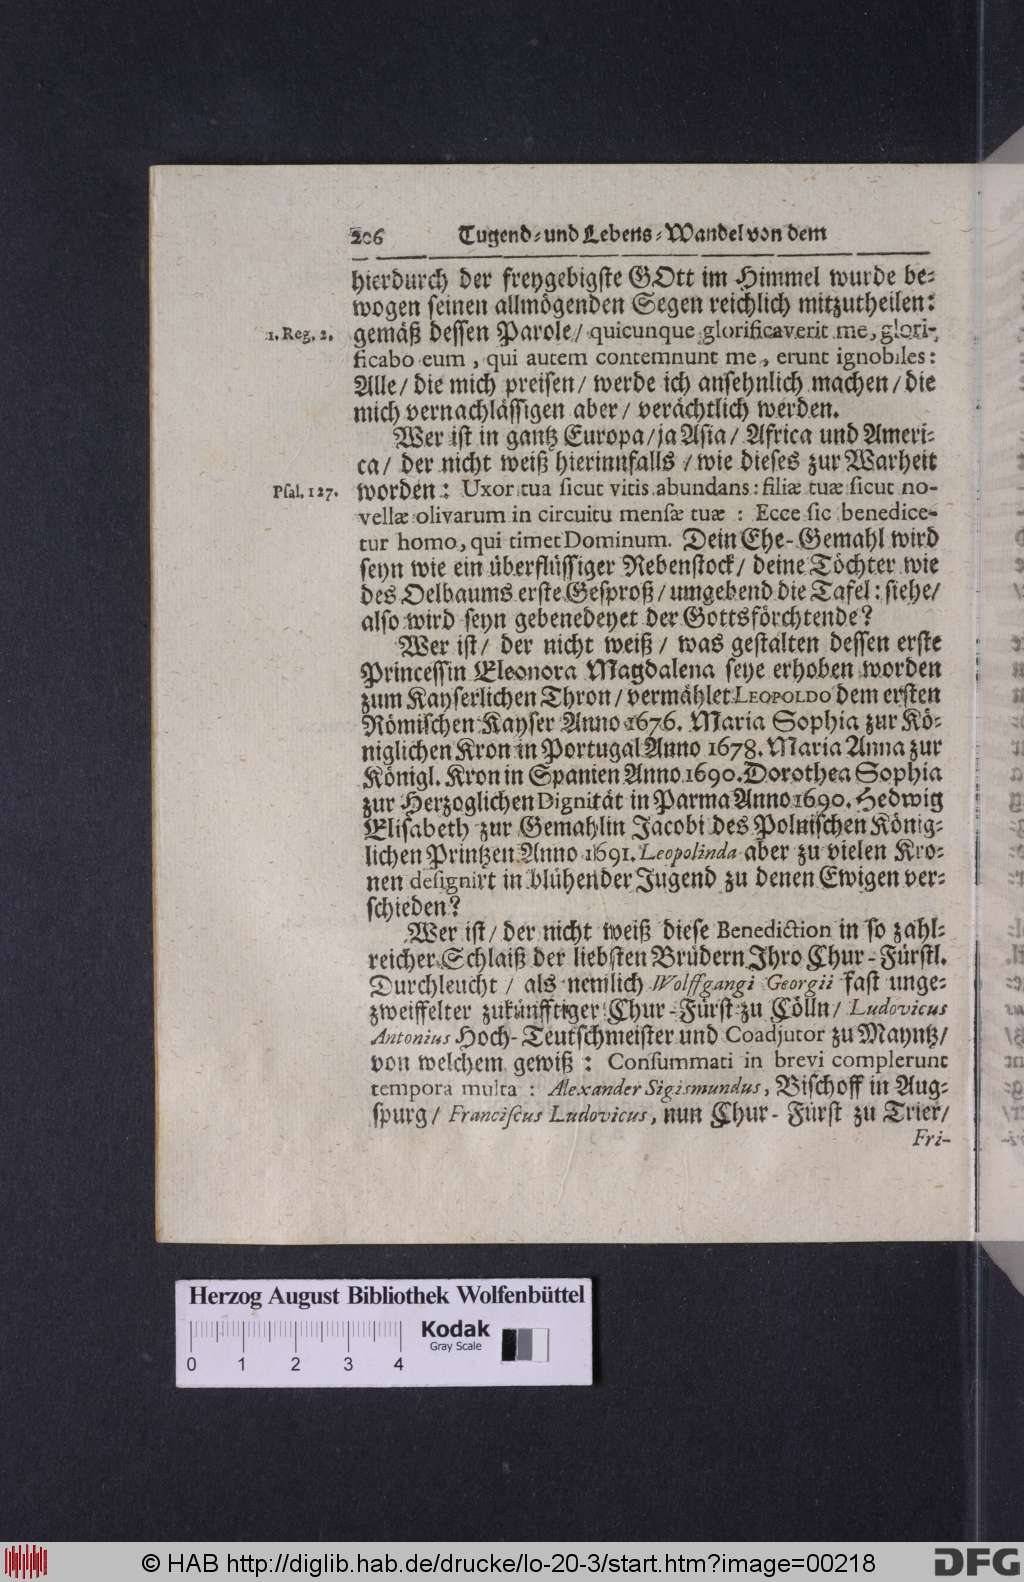 206 Tugend- und Lebens-Wandel von dem
hierdurch der freygebigste GOtt im Himmel wurde be-
wogen seinen allmögenden Segen reichlich mitzutheilen:
1. Reg. 2. gemäß dessen Parole/ quicunque glorificaverit me, glori-
ficabo eum, qui autem contemnunt me, erunt ignobiles:
Alle/ die mich preisen/ werde ich ansehnlich machen/ die
mich vernachlässigen aber/ verächtlich werden.
Wer ist in gantz Europa/ ja Asia/ Africa und Ameri-
ca/ der nicht weiß hierinnfalls/ wie dieses zur Warheit
Psal. 127. worden: Uxor tua sicut vitis abundans: filiæ tuæ sicut no-
vellæ olivarum in circuitu mensæ tuæ: Ecce sic benedice-
tur homo, qui timet Dominum. Dein Ehe-Gemahl wird
seyn wie ein überflüssiger Rebenstock/ deine Töchter wie
des Oelbaums erste Gesproß/ umgebend die Tafel: siehe/
also wird seyn gebenedeyet der Gottsförchtende?
Wer ist/ der nicht weiß/ was gestalten dessen erste
Princessin Eleonora Magdalena seye erhoben worden
zum Kayserlichen Thron/ vermählet LEOPOLDO dem ersten
Römischen Kayser Anno 1676. Maria Sophia zur Kö-
niglichen Kron in Portugal Anno 1678. Maria Anna zur
Königl. Kron in Spanien Anno 1690. Dorothea Sophia
zur Herzoglichen Dignität in Parma Anno 1690. Hedwig
Elisabeth zur Gemahlin Jacobi des Polnischen König-
lichen Printzen Anno 1691. Leopolinda aber zu vielen Kro-
nen designirt in blühender Jugend zu denen Ewigen ver-
schieden?
Wer ist/ der nicht weiß diese Benediction in so zahl-
reicher Schlaiß der liebsten Brüdern Ihro Chur-Fürstl.
Durchleucht/ als nemlich Wolffgangi Georgii fast unge-
zweiffelter zukünfftiger Chur-Fürst zu Cölln/ Ludovicus
Antonius Hoch-Teutschmeister und Coadjutor zu Mayntz/
von welchem gewiß: Consummati in brevi complerunt
tempora multa: Alexander Sigismundus, Bischoff in Aug-
spurg/ Franciscus Ludovicus, nun Chur-Fürst zu Trier/
Fri-
Herzog August Bibliothek Wolfenbüttel
Kodak
Gray Scale
0 1 2 3 4
© HAB http://diglib.hab.de/drucke/lo-20-3/start.htm?image=00218
DFG